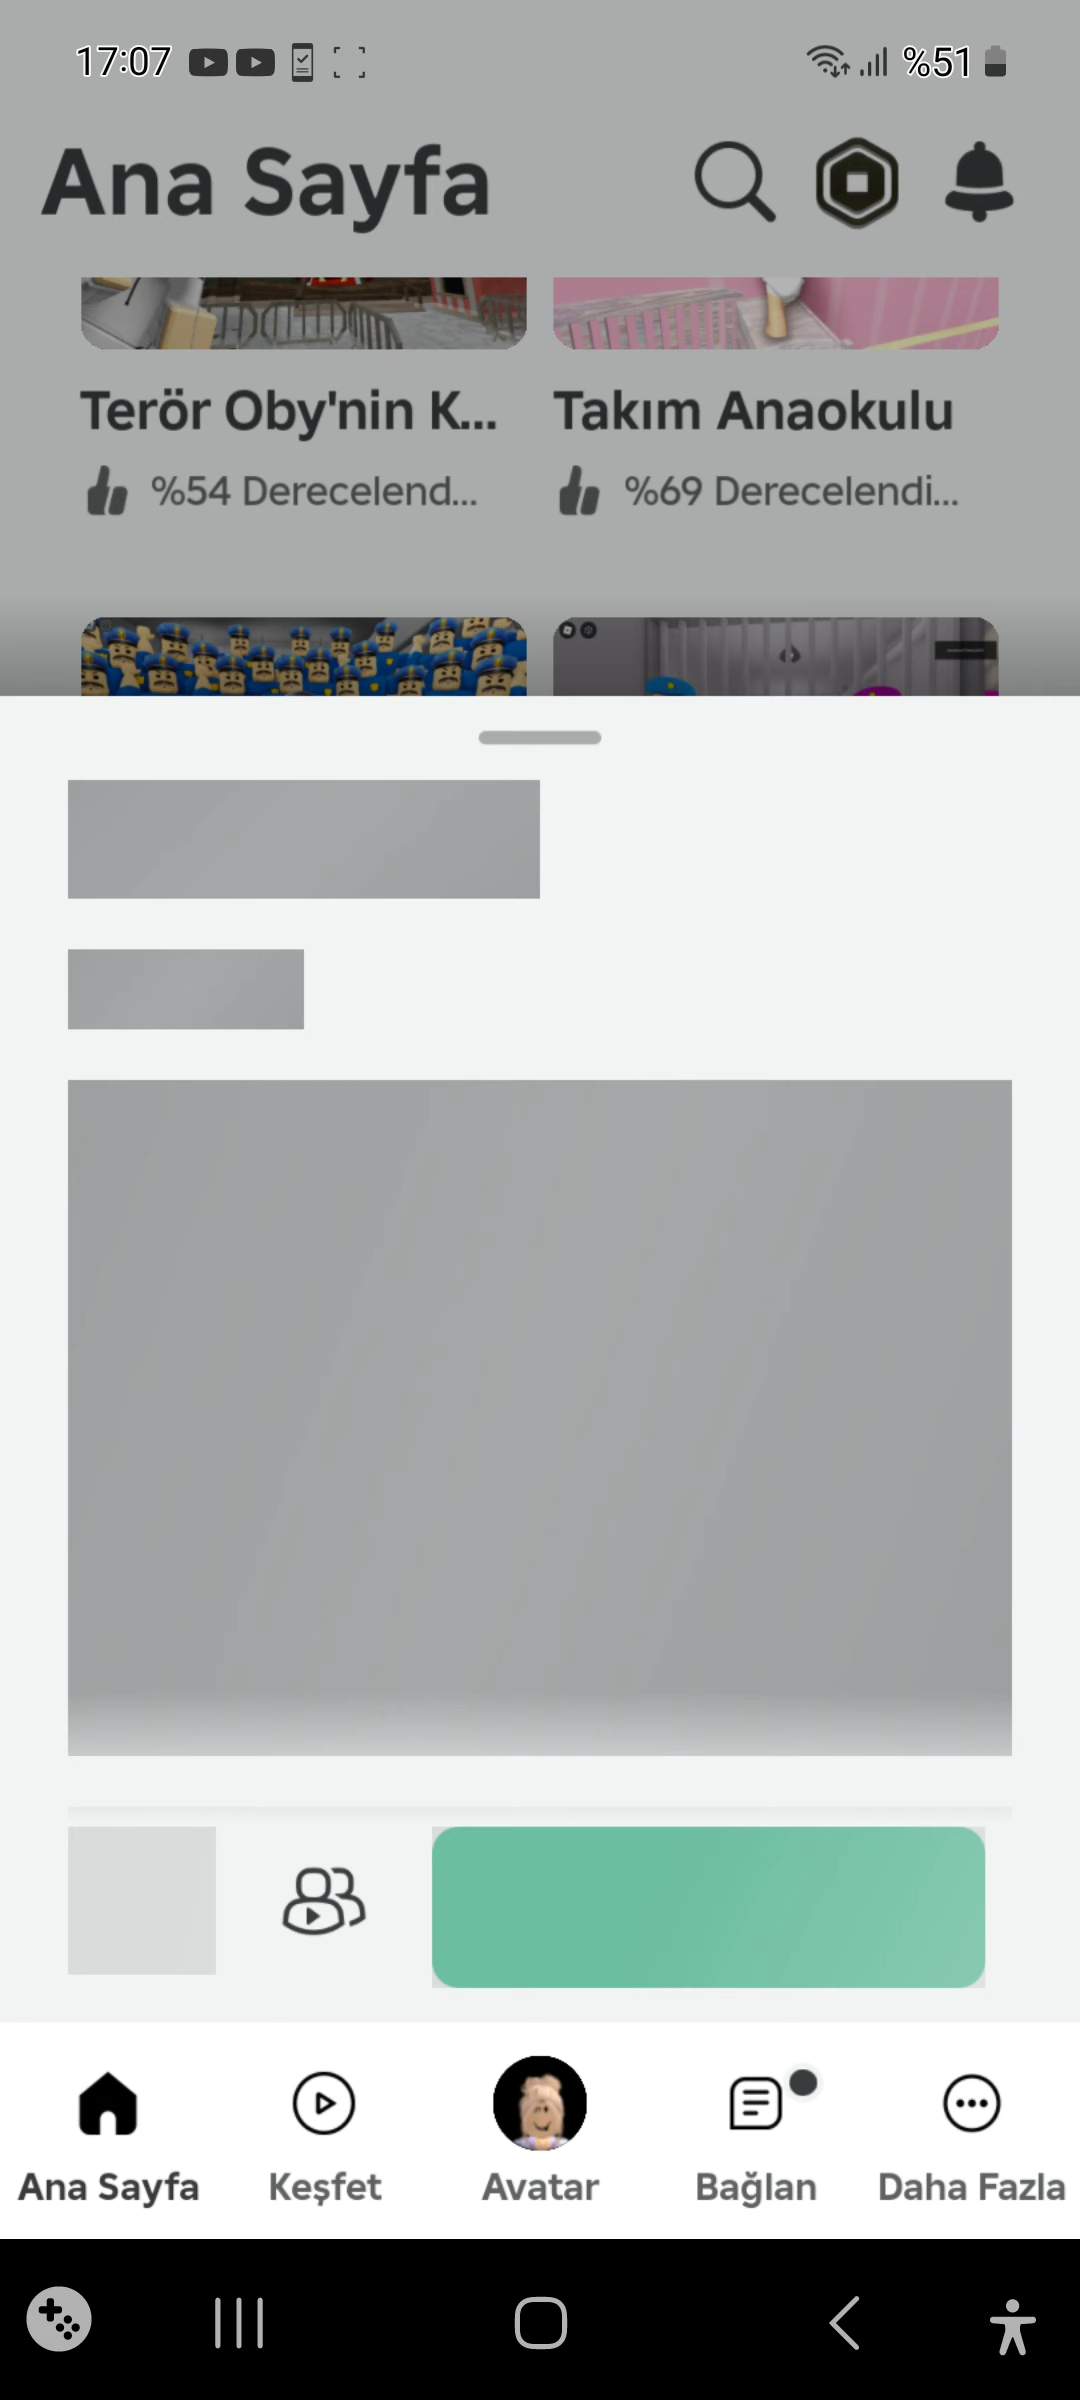 17:07
%51
Ana Sayfa
Terör Oby'nin K...
Takım Anaokulu
%54 Derecelend...
%69 Derecelendi...
Ana Sayfa
Keşfet
Avatar
Bağlan
Daha Fazla